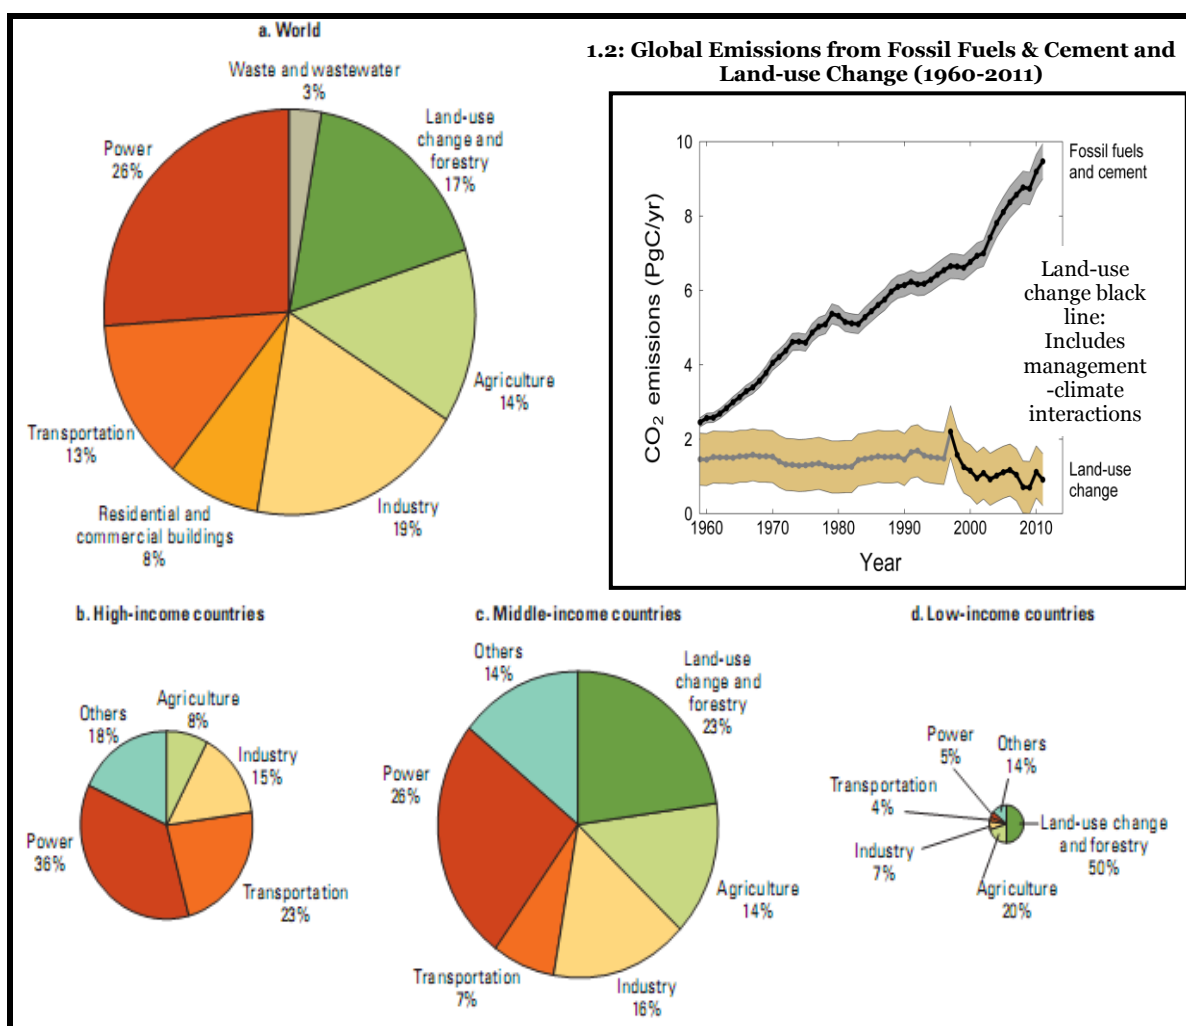 a. World
Waste and wastewater
3%
Land-use
change and
forestry
17%
Power
26%
Agriculture
14%
Transportation
13%
Industry
19%
Residential and
commercial buildings
8%
1.2: Global Emissions from Fossil Fuels & Cement and
Land-use Change (1960-2011)
CO2 emissions (PgC/yr)
10
8
6
4
2
0
Fossil fuels
and cement
Land-use
change black
line:
Includes
management
-climate
interactions
Land-use
change
1960 1970 1980 1990 2000 2010
Year
b. High-income countries
Agriculture
8%
Others
18%
Industry
15%
Power
36%
Transportation
23%
c. Middle-income countries
Others
14%
Land-use
change and
forestry
23%
Power
26%
Agriculture
14%
Transportation
7%
Industry
16%
d. Low-income countries
Power
5%
Others
14%
Transportation
4%
Land-use change
and forestry
50%
Industry
7%
Agriculture
20%